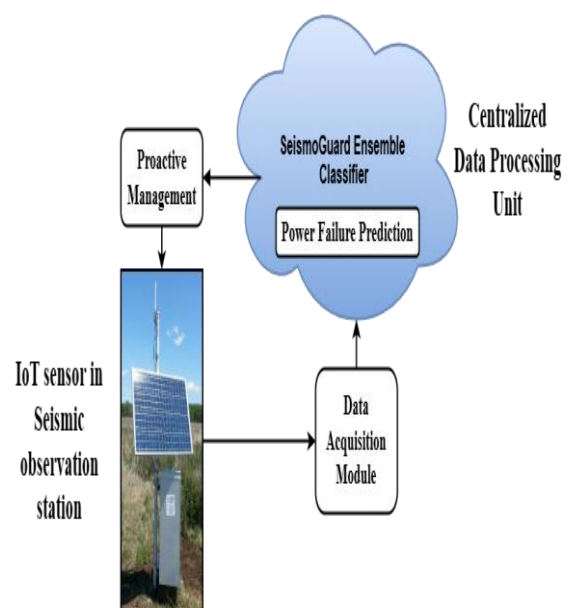 SeismoGuard Ensemble
Classifier
Power Failure Prediction
Centralized
Data Processing
Unit
Proactive
Management
IoT sensor in
Seismic
observation
station
Data
Acquisition
Module